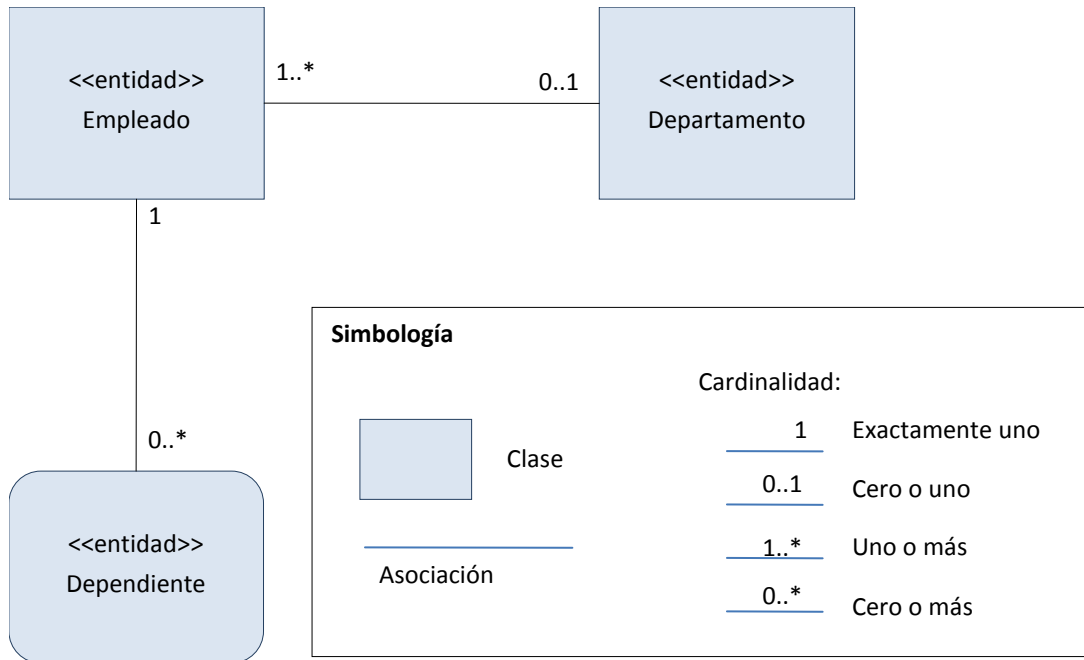 <<entidad>>
Empleado
1..*
0..1
<<entidad>>
Departamento
1
0..*
<<entidad>>
Dependiente
Simbología
Clase
Asociación
Cardinalidad:
1 Exactamente uno
0..1 Cero o uno
1..* Uno o más
0..* Cero o más